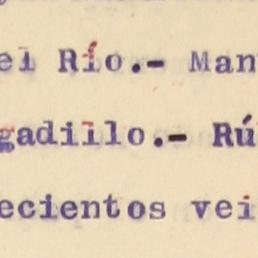 el Río.- Man
gadillo.- Rú
ecientos vei